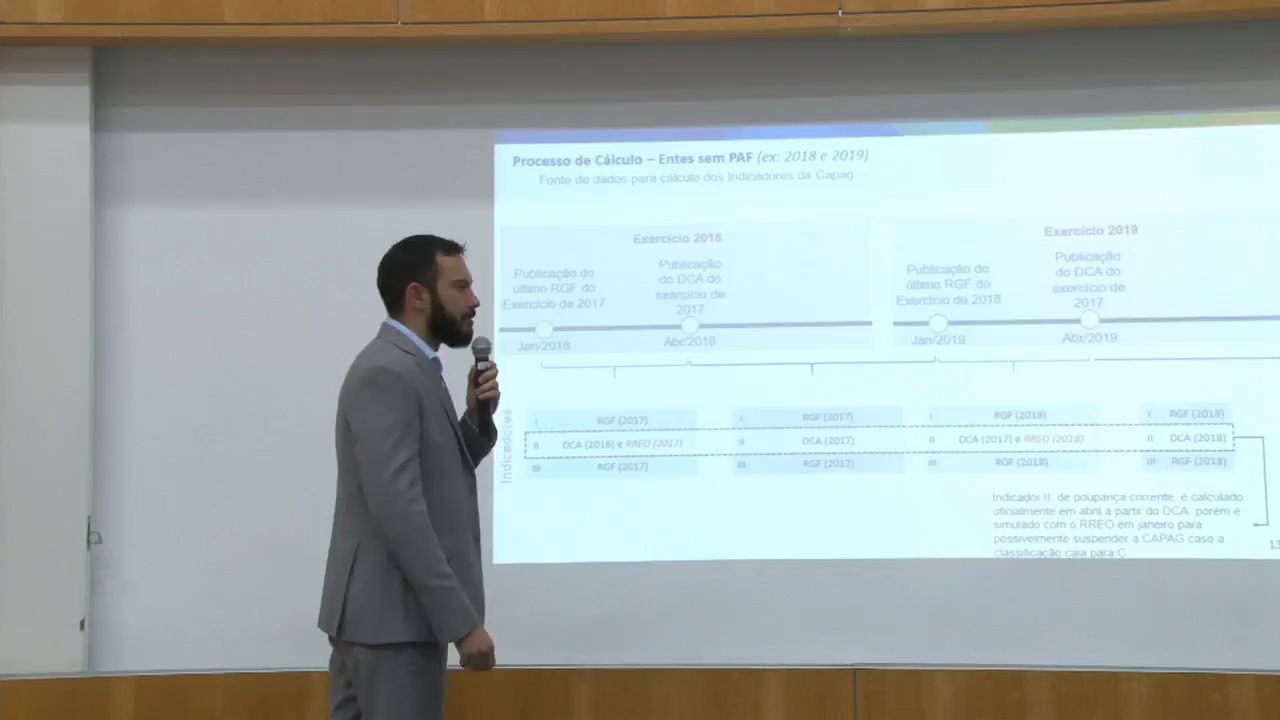 Processo de Cálculo – Entes sem PAF (ex: 2018 e 2019)
Fonte de dados para cálculo dos Indicadores da Capag
Exercício 2018
Publicação do
último RGF do
Exercício de 2017
Publicação
do DCA do
exercício de
2017
Jan/2018
Abr/2018
Exercício 2019
Publicação do
último RGF do
Exercício de 2018
Publicação
do DCA do
exercício de
2017
Jan/2019
Abr/2019
Indicadores
I RGF (2017)
II DCA (2016) e RREO (2017)
III RGF (2017)
I RGF (2017)
II DCA (2017)
III RGF (2017)
I RGF (2018)
II DCA (2017) e RREO (2018)
III RGF (2018)
I RGF (2018)
II DCA (2018)
III RGF (2018)
Indicador II, de poupança corrente, é calculado
oficialmente em abril a partir do DCA, porém é
simulado com o RREO em janeiro para
possivelmente suspender a CAPAG caso a
classificação caia para C
13